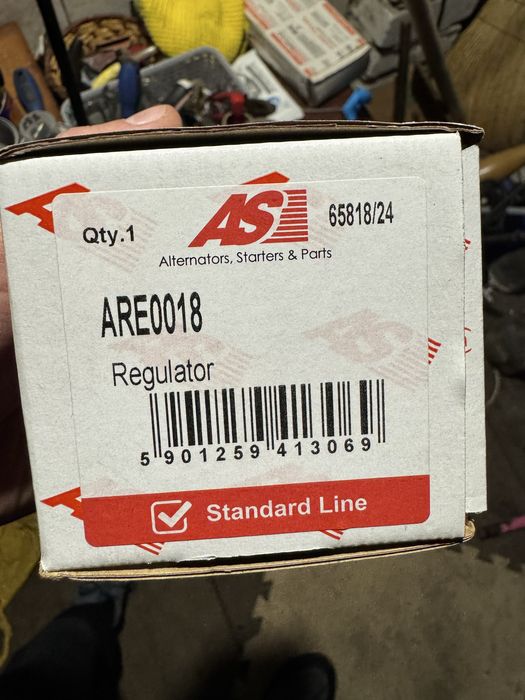 Qty.1
AS
65818/24
Alternators, Starters & Parts
ARE0018
Regulator
5 901259 413069
Standard Line